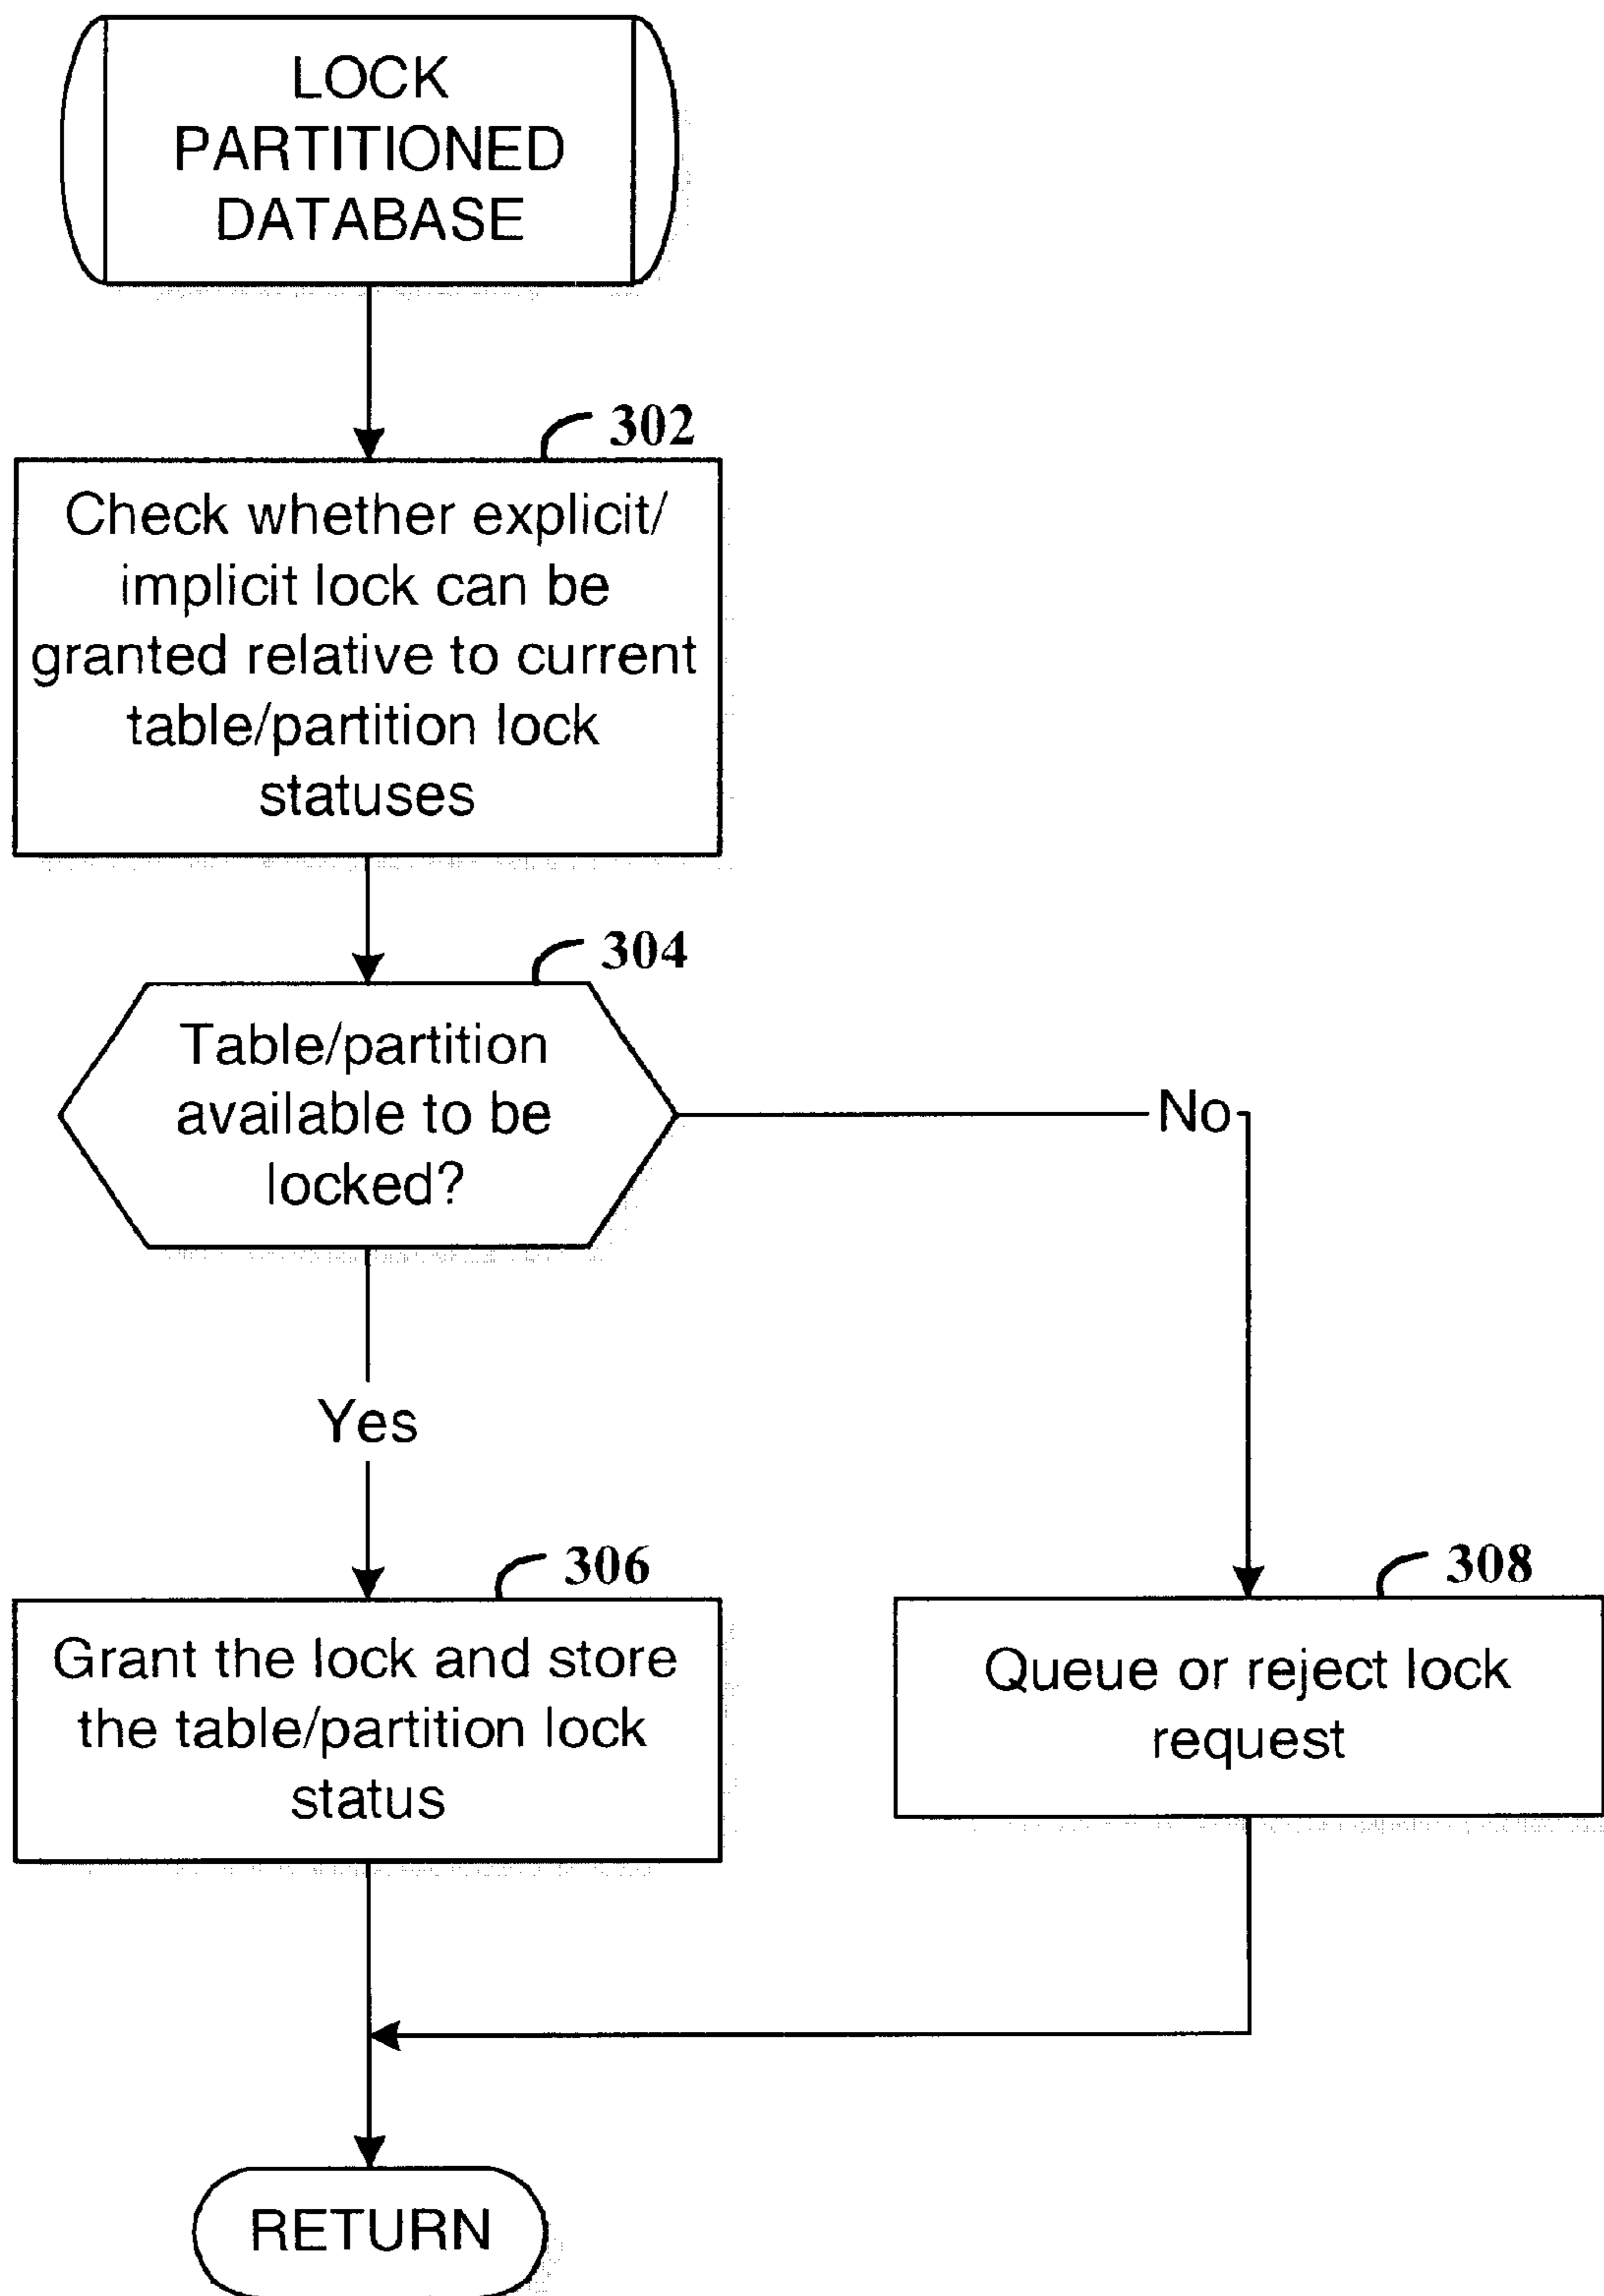 LOCK
PARTITIONED
DATABASE
302
Check whether explicit/
implicit lock can be
granted relative to current
table/partition lock
statuses
304
Table/partition
available to be
locked?
No
Yes
306
Grant the lock and store
the table/partition lock
status
308
Queue or reject lock
request
RETURN